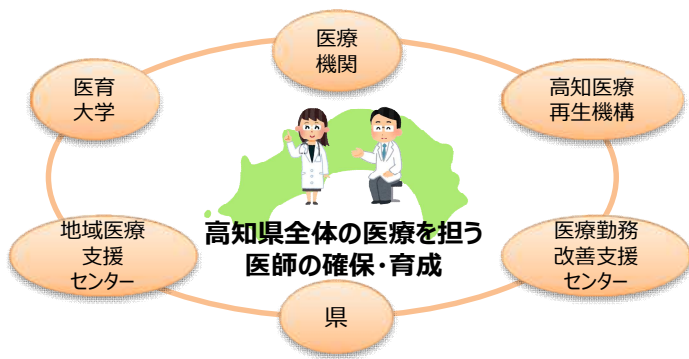 医療
機関
医育
大学
高知医療
再生機構
高知県全体の医療を担う
医師の確保・育成
地域医療
支援
センター
医療勤務
改善支援
センター
県